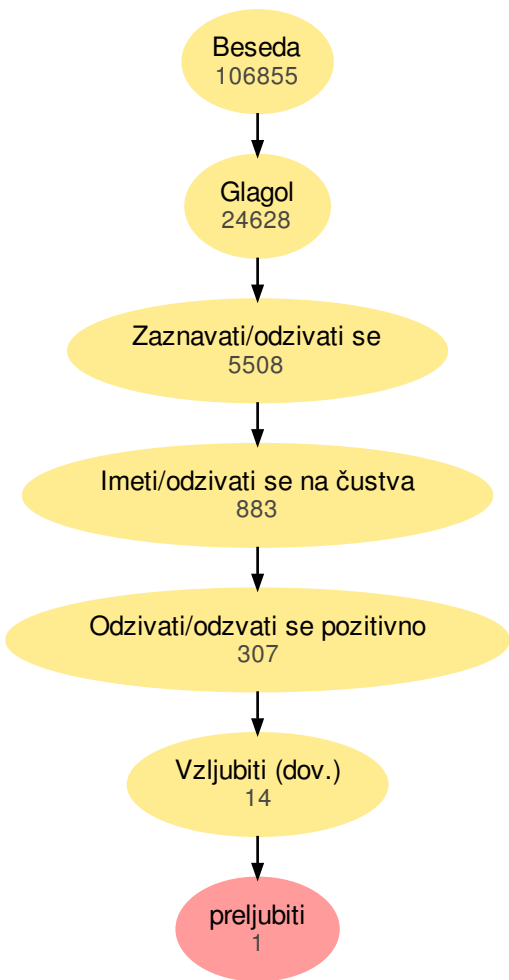 Beseda
106855
Glagol
24628
Zaznavati/odzivati se
5508
Imeti/odzivati se na čustva
883
Odzivati/odzvati se pozitivno
307
Vzljubiti (dov.)
14
preljubiti
1